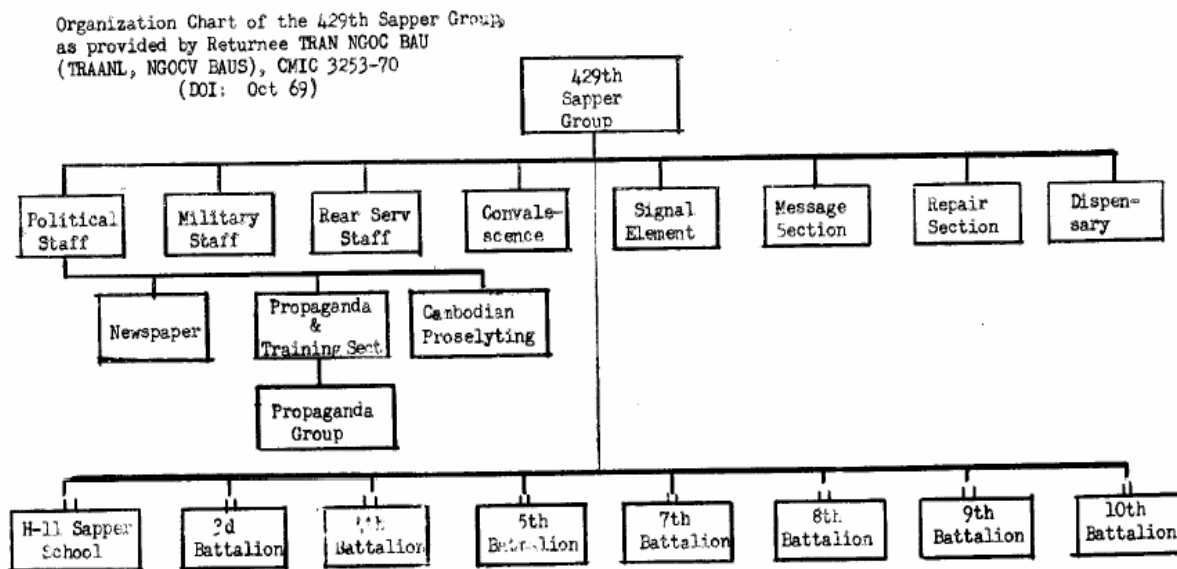 Organization Chart of the 429th Sapper Group,
as provided by Returnee TRAN NGOC BAU
(TRAANL, NGOCV BAUS), CMIC 3253-70
(DOI: Oct 69)
429th
Sapper
Group
Political
Staff
Military
Staff
Rear Serv
Staff
Convale-
scence
Signal
Element
Message
Section
Repair
Section
Dispen-
sary
Newspaper
Propaganda
&
Training Sect.
Cambodian
Proselyting
Propaganda
Group
H-11 Sapper
School
3d
Battalion
4th
Battalion
5th
Battalion
7th
Battalion
8th
Battalion
9th
Battalion
10th
Battalion